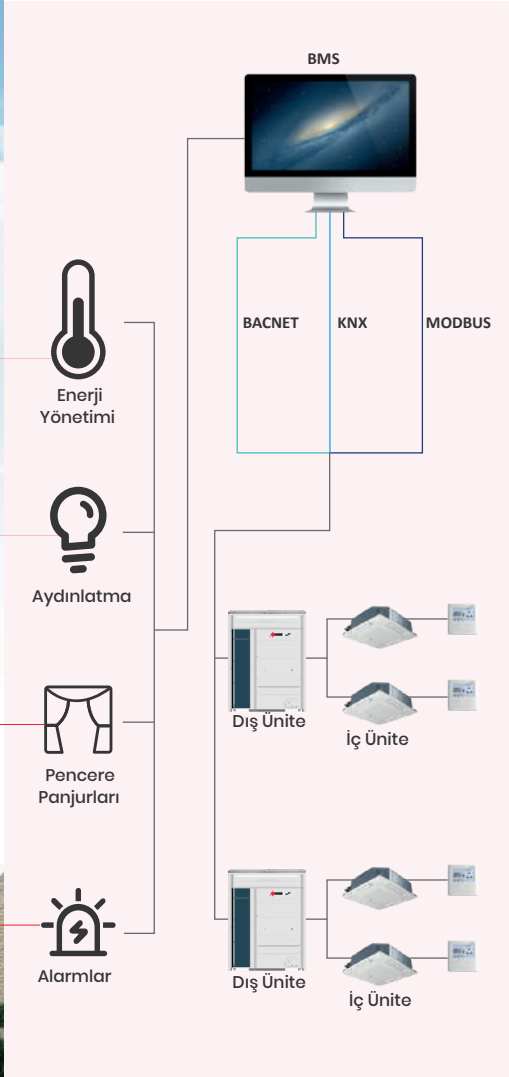 BMS
BACNET
KNX
MODBUS
Enerji
Yönetimi
Aydınlatma
Pencere
Panjurları
Alarmlar
Dış Ünite
İç Ünite
Dış Ünite
İç Ünite